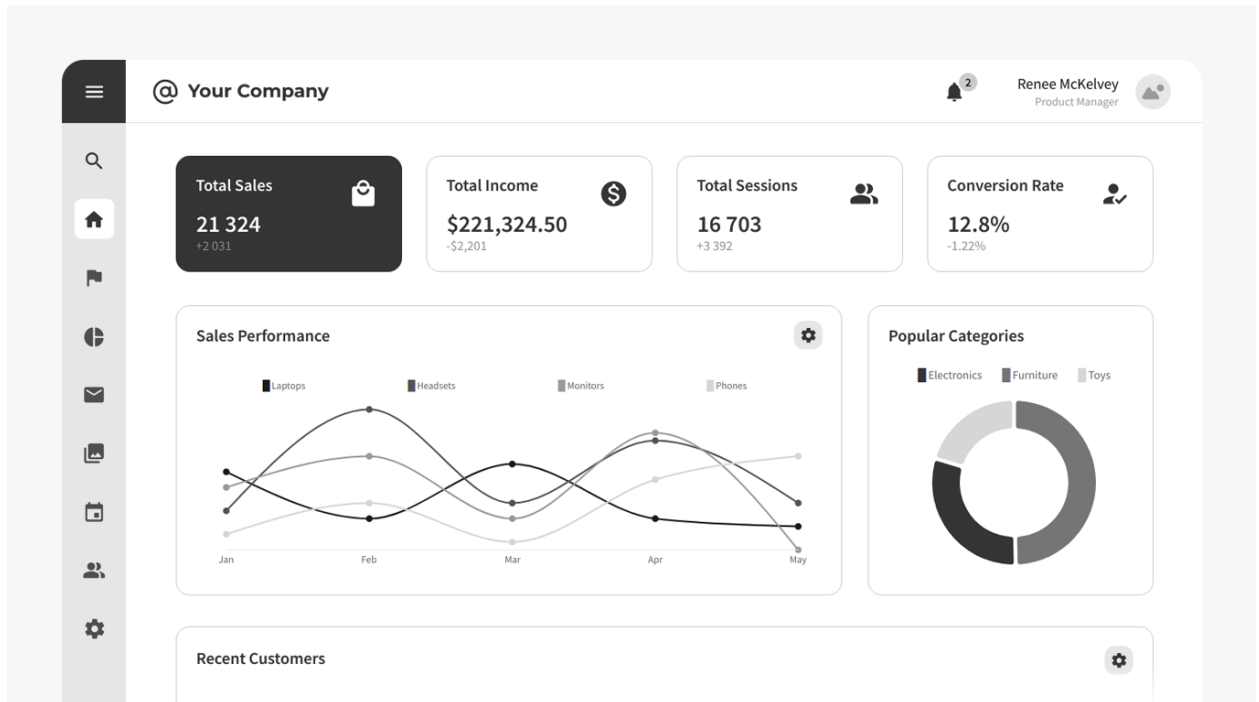 @ Your Company
2
Renee McKelvey
Product Manager
Total Sales
21 324
+2 031
Total Income
$221,324.50
-$2,201
Total Sessions
16 703
+3 392
Conversion Rate
12.8%
-1.22%
Sales Performance
Laptops Headsets Monitors Phones
Jan Feb Mar Apr May
Popular Categories
Electronics Furniture Toys
Recent Customers